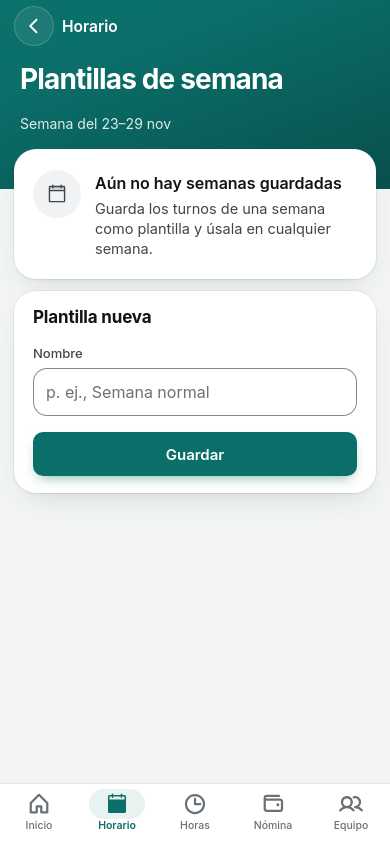 Horario
Plantillas de semana
Semana del 23–29 nov
Aún no hay semanas guardadas
Guarda los turnos de una semana
como plantilla y úsala en cualquier
semana.
Plantilla nueva
Nombre
p. ej., Semana normal
Guardar
Inicio
Horario
Horas
Nómina
Equipo